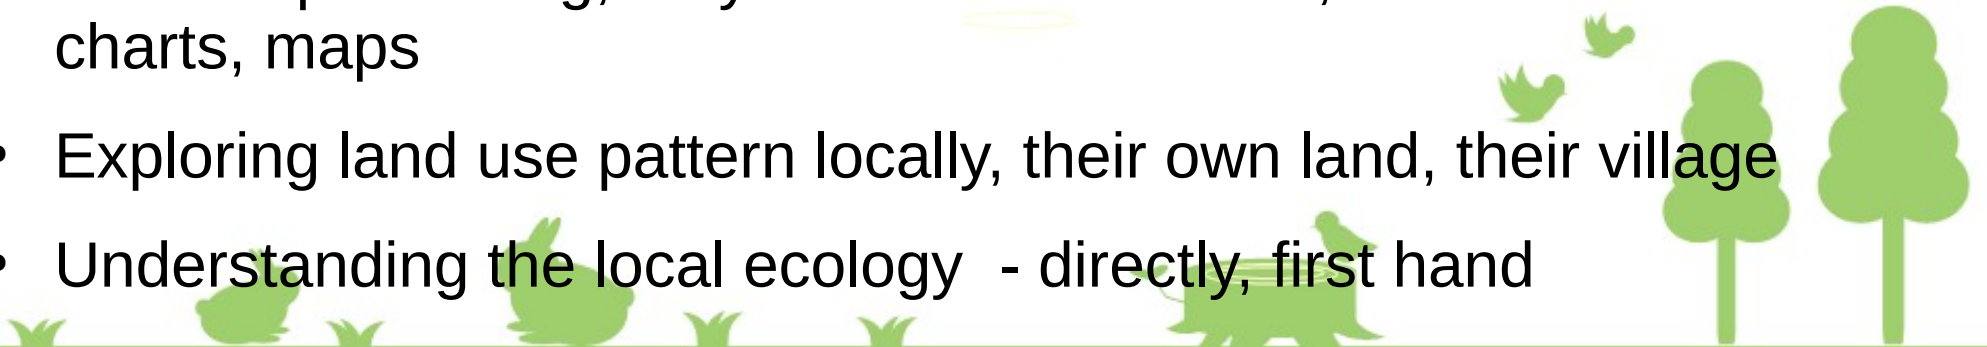 charts, maps
• Exploring land use pattern locally, their own land, their village
• Understanding the local ecology  - directly, first hand